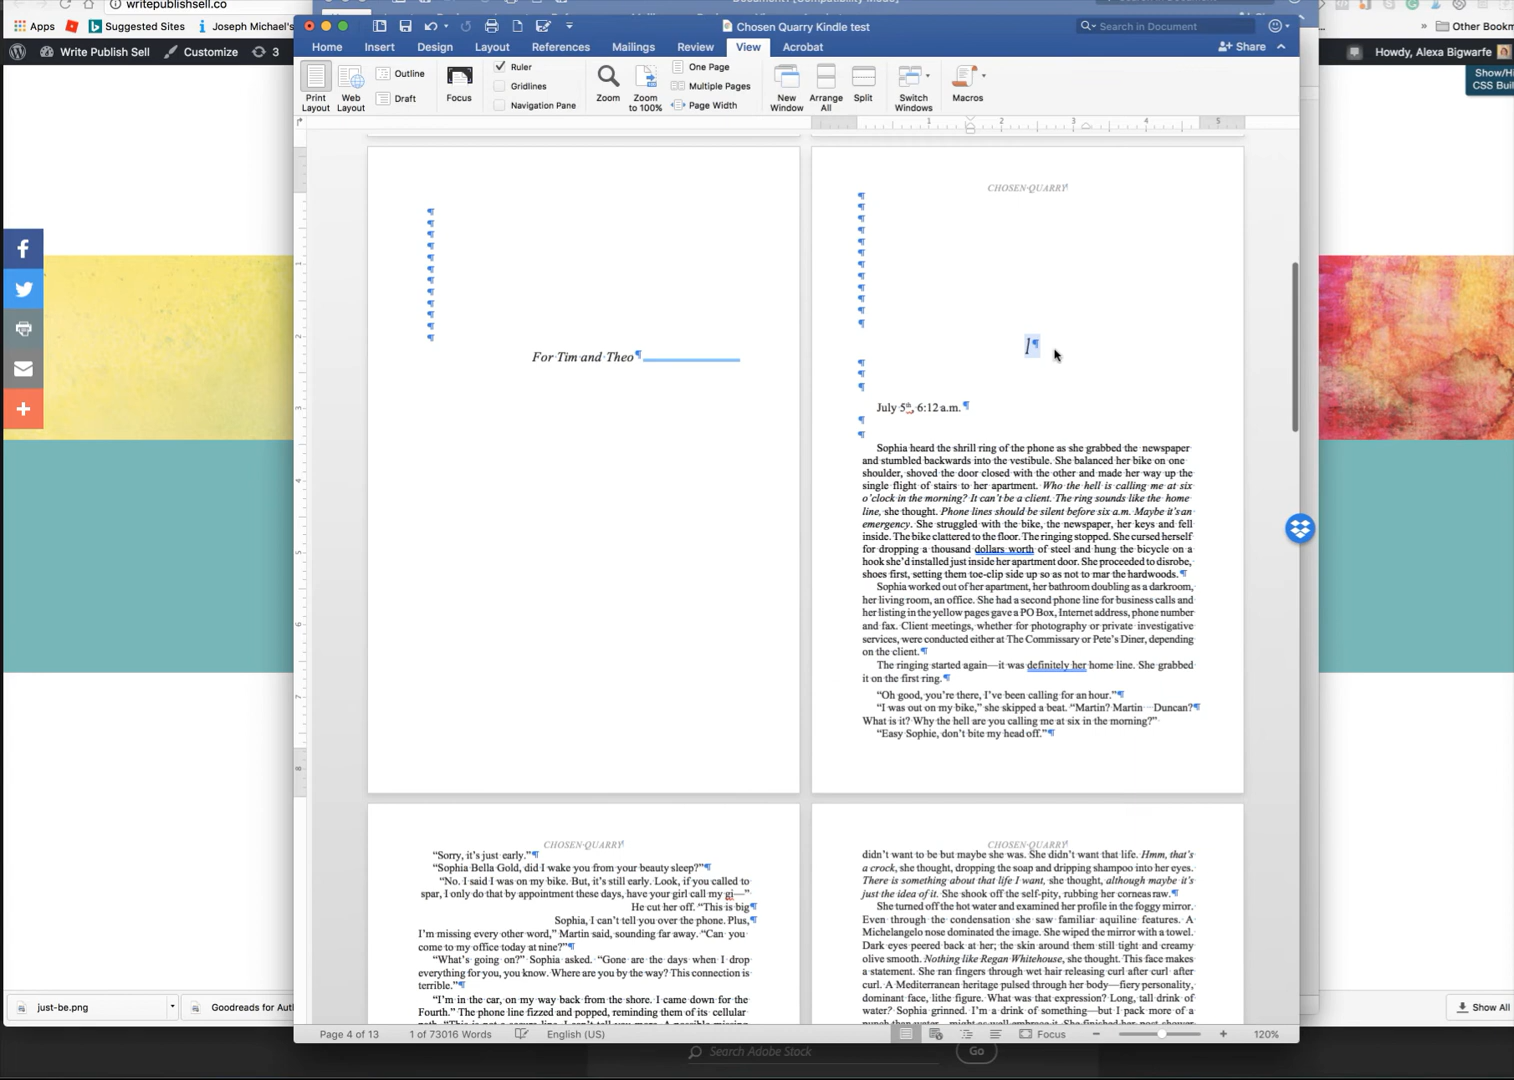 writepublishsell.co
Apps
Suggested Sites
Joseph Michael's
Other Bookm
Write Publish Sell
Customize
3
Howdy, Alexa Bigwarfe
Show/Hi
CSS Buil
Chosen Quarry Kindle test
Search in Document
Home
Insert
Design
Layout
References
Mailings
Review
View
Acrobat
Share
Print
Layout
Web
Layout
Outline
Draft
Focus
Ruler
Gridlines
Navigation Pane
Zoom
Zoom
to 100%
One Page
Multiple Pages
Page Width
New
Window
Arrange
All
Split
Switch
Windows
Macros
1 2 3 4 5
1
2
3
4
5
6
7
8
For Tim and Theo¶
CHOSEN QUARRY¶
1¶
July 5th, 6:12 a.m.¶
Sophia heard the shrill ring of the phone as she grabbed the newspaper
and stumbled backwards into the vestibule. She balanced her bike on one
shoulder, shoved the door closed with the other and made her way up the
single flight of stairs to her apartment. Who the hell is calling me at six
o'clock in the morning? It can't be a client. The ring sounds like the home
line, she thought. Phone lines should be silent before six a.m. Maybe it'san
emergency. She struggled with the bike, the newspaper, her keys and fell
inside. The bike clattered to the floor. The ringing stopped. She cursed herself
for dropping a thousand dollars worth of steel and hung the bicycle on a
hook she'd installed just inside her apartment door. She proceeded to disrobe,
shoes first, setting them toe-clip side up so as not to mar the hardwoods.¶
Sophia worked out of her apartment, her bathroom doubling as a darkroom,
her living room, an office. She had a second phone line for business calls and
her listing in the yellow pages gave a PO Box, Internet address, phone number
and fax. Client meetings, whether for photography or private investigative
services, were conducted either at The Commissary or Pete's Diner, depending
on the client.¶
The ringing started again—it was definitely her home line. She grabbed
it on the first ring.¶
“Oh good, you're there, I've been calling for an hour.”¶
“I was out on my bike,” she skipped a beat. “Martin? Martin Duncan?¶
What is it? Why the hell are you calling me at six in the morning?”
“Easy Sophie, don't bite my head off.”¶
CHOSEN QUARRY¶
“Sorry, it's just early.”¶
“Sophia Bella Gold, did I wake you from your beauty sleep?”¶
“No. I said I was on my bike. But, it's still early. Look, if you called to
spar, I only do that by appointment these days, have your girl call my gi—”
He cut her off. “This is big¶
Sophia, I can't tell you over the phone. Plus,¶
I'm missing every other word,” Martin said, sounding far away. “Can you
come to my office today at nine?”¶
“What's going on?” Sophia asked. “Gone are the days when I drop
everything for you, you know. Where are you by the way? This connection is
terrible.”¶
“I'm in the car, on my way back from the shore. I came down for the
Fourth.” The phone line fizzed and popped, reminding them of its cellular
CHOSEN QUARRY¶
didn't want to be but maybe she was. She didn't want that life. Hmm, that's
a crock, she thought, dropping the soap and dripping shampoo into her eyes.
There is something about that life I want, she thought, although maybe it's
just the idea of it. She shook off the self-pity, rubbing her corneas raw.¶
She turned off the hot water and examined her profile in the foggy mirror.
Even through the condensation she saw familiar aquiline features. A
Michelangelo nose dominated the image. She wiped the mirror with a towel.
Dark eyes peered back at her; the skin around them still tight and creamy
olive smooth. Nothing like Regan Whitehouse, she thought. This face makes
a statement. She ran fingers through wet hair releasing curl after curl after
curl. A Mediterranean heritage pulsed through her body—fiery personality,
dominant face, lithe figure. What was that expression? Long, tall drink of
water? Sophia grinned. I'm a drink of something—but I pack more of a
Page 4 of 13
1 of 73016 Words
English (US)
Focus
120%
just-be.png
Goodreads for Aut
Show All
Search Adobe Stock
Go